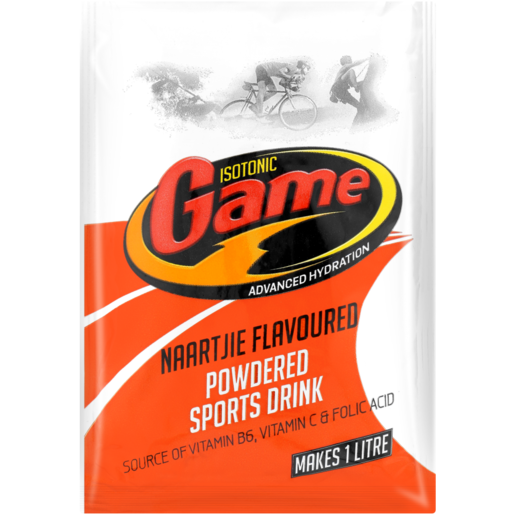 ISOTONIC
Game
ADVANCED HYDRATION
NAARTJIE FLAVOURED
POWDERED
SPORTS DRINK
SOURCE OF VITAMIN B6, VITAMIN C & FOLIC ACID
MAKES 1 LITRE